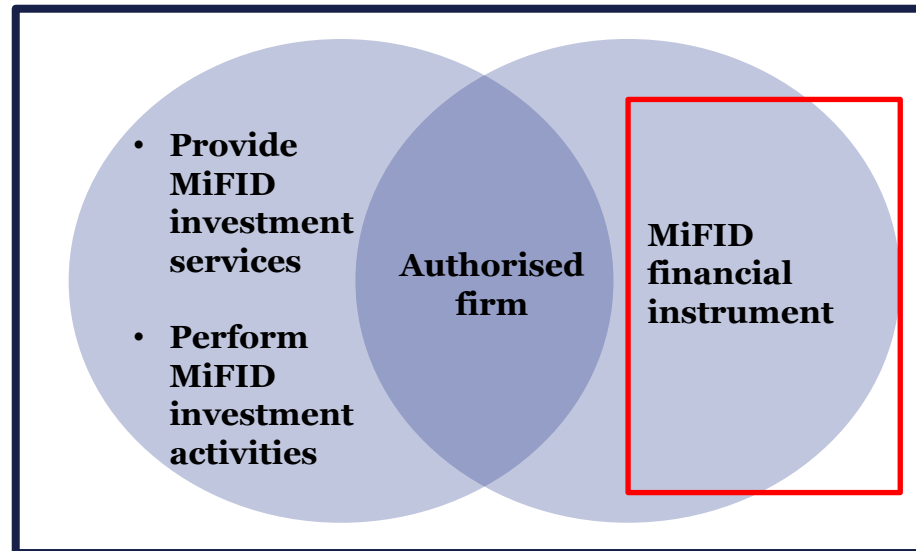 • Provide
MiFID
investment
services
• Perform
MiFID
investment
activities
Authorised
firm
MiFID
financial
instrument